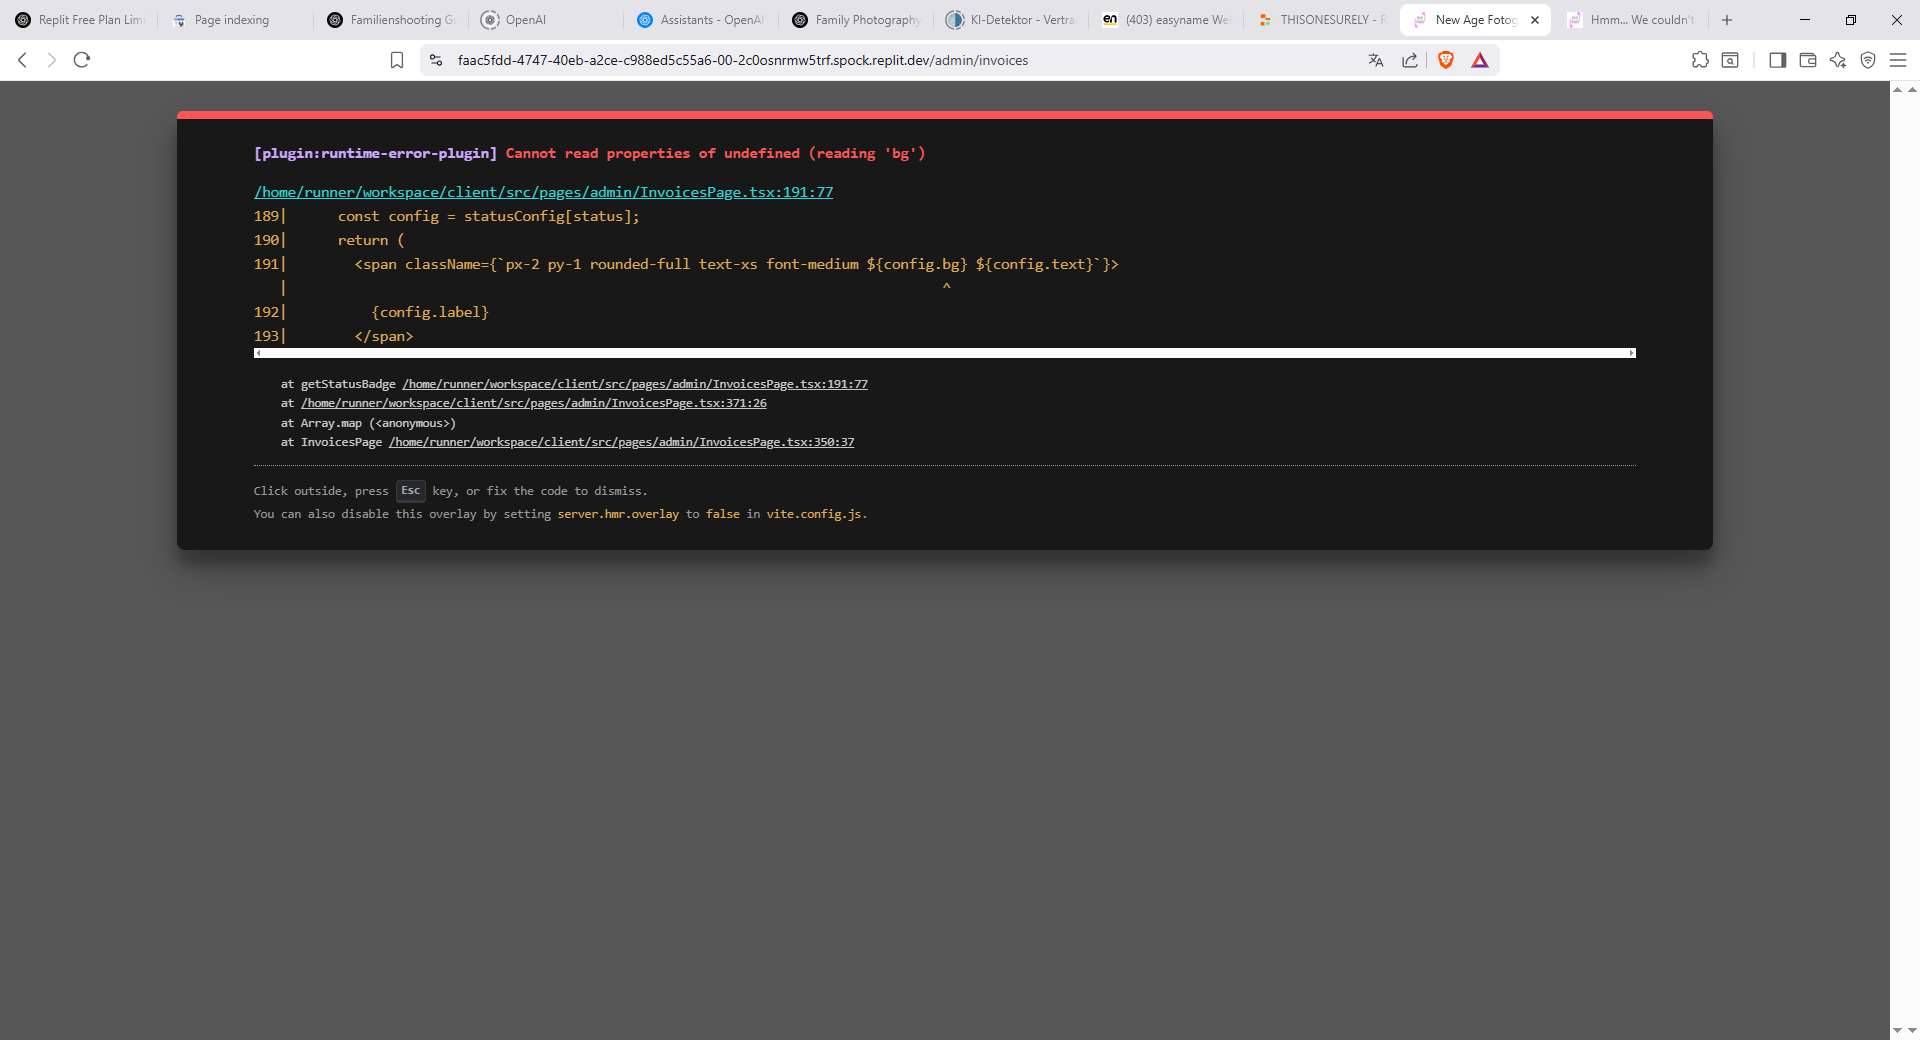 Replit Free Plan Limi
Page indexing
Familienshooting G
OpenAI
Assistants - OpenAI
Family Photography
KI-Detektor - Vertra
en
(403) easyname We
THISONESURELY - R
New Age Fotog
Hmm... We couldn't
faac5fdd-4747-40eb-a2ce-c988ed5c55a6-00-2c0osnrmw5trf.spock.replit.dev/admin/invoices
[plugin:runtime-error-plugin] Cannot read properties of undefined (reading 'bg')
/home/runner/workspace/client/src/pages/admin/InvoicesPage.tsx:191:77
189|      const config = statusConfig[status];
190|      return (
191|        <span className={`px-2 py-1 rounded-full text-xs font-medium ${config.bg} ${config.text}`}>
|                                                                              ^
192|          {config.label}
193|        </span>
at getStatusBadge /home/runner/workspace/client/src/pages/admin/InvoicesPage.tsx:191:77
at /home/runner/workspace/client/src/pages/admin/InvoicesPage.tsx:371:26
at Array.map (<anonymous>)
at InvoicesPage /home/runner/workspace/client/src/pages/admin/InvoicesPage.tsx:350:37
Click outside, press Esc key, or fix the code to dismiss.
You can also disable this overlay by setting server.hmr.overlay to false in vite.config.js.